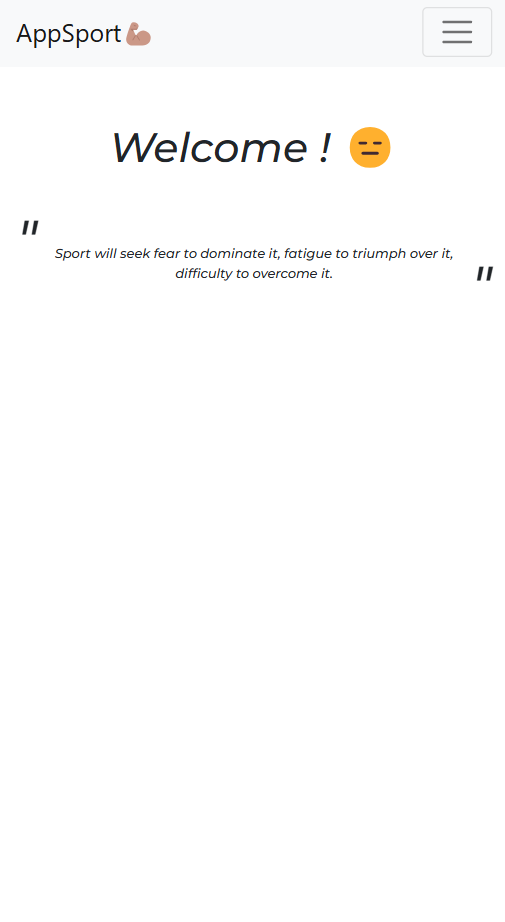 AppSport💪🏽
Welcome ! 😑
"
Sport will seek fear to dominate it, fatigue to triumph over it,
difficulty to overcome it.
"